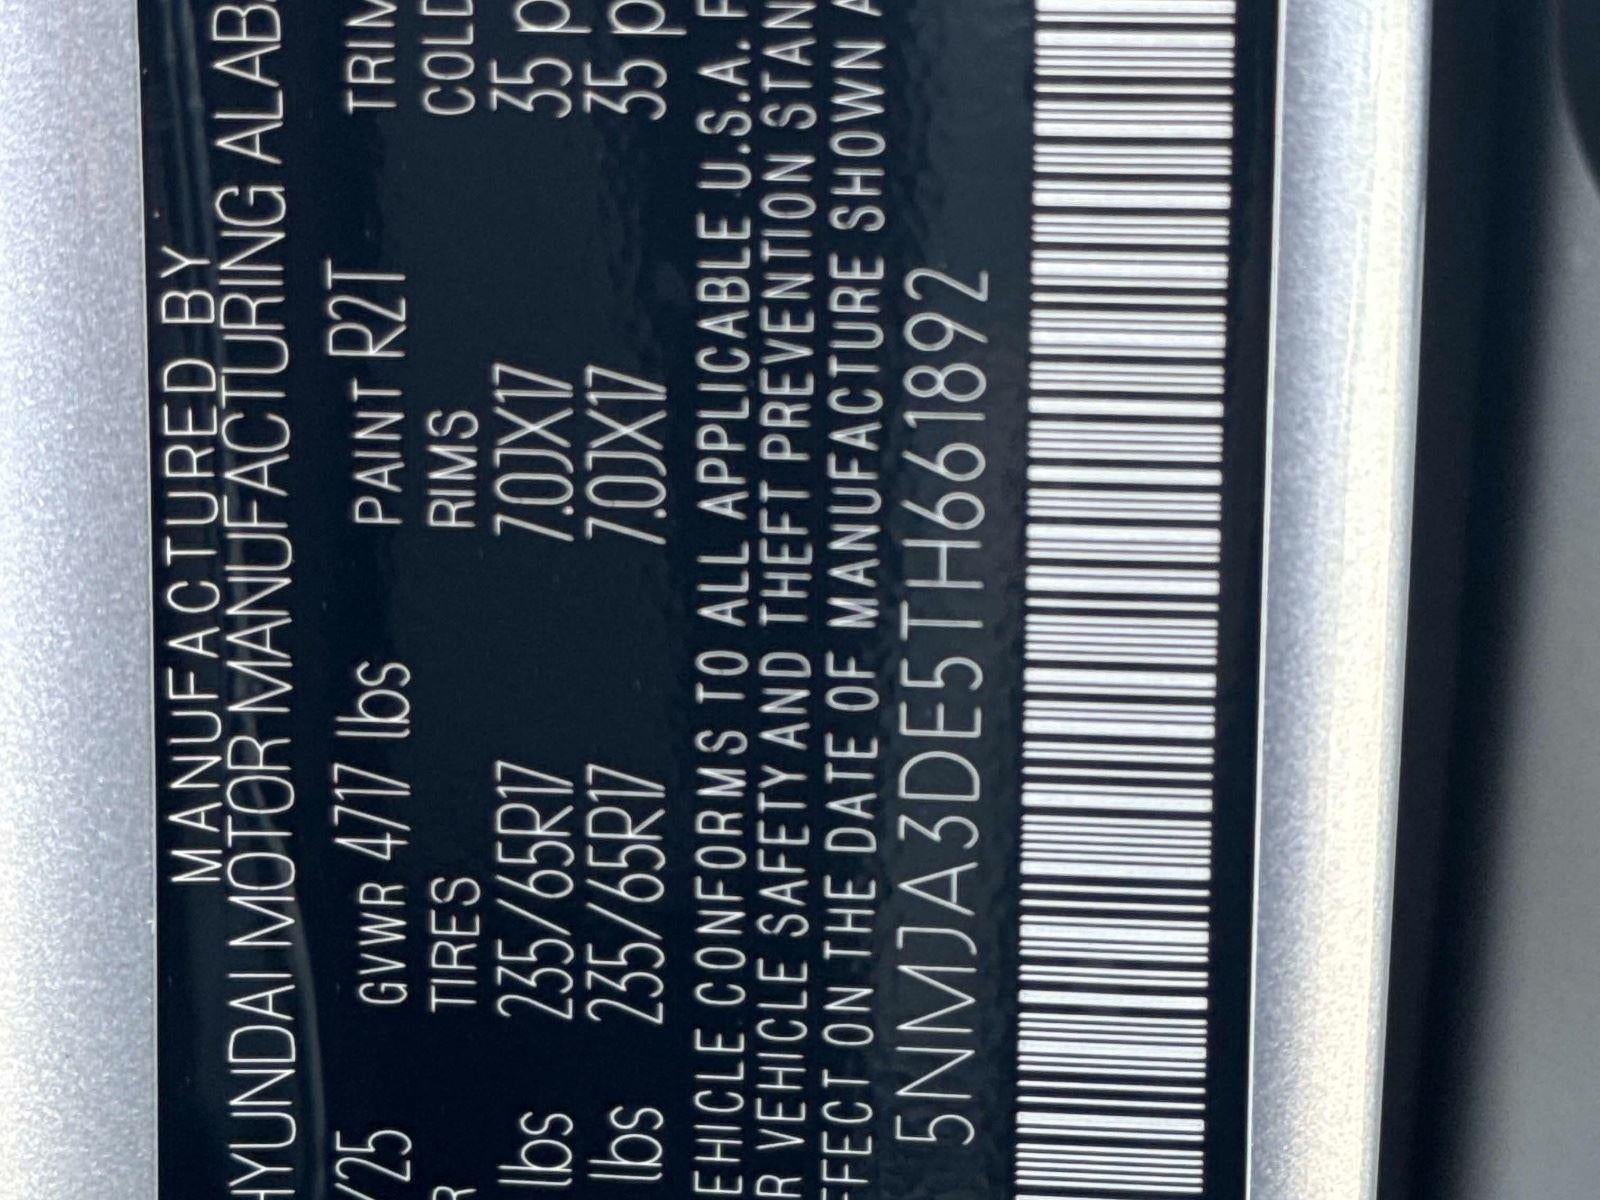 MANUFACTURED BY
HYUNDAI MOTOR MANUFACTURING ALAB
/25 GVWR 4717 lbs PAINT R2T TRIM
R TIRES RIMS COLD
lbs 235/65R17 7.0JX17 35 p
lbs 235/65R17 7.0JX17 35 p
VEHICLE CONFORMS TO ALL APPLICABLE U.S.A. F
R VEHICLE SAFETY AND THEFT PREVENTION STAN
FFECT ON THE DATE OF MANUFACTURE SHOWN A
5NMJA3DE5TH661892